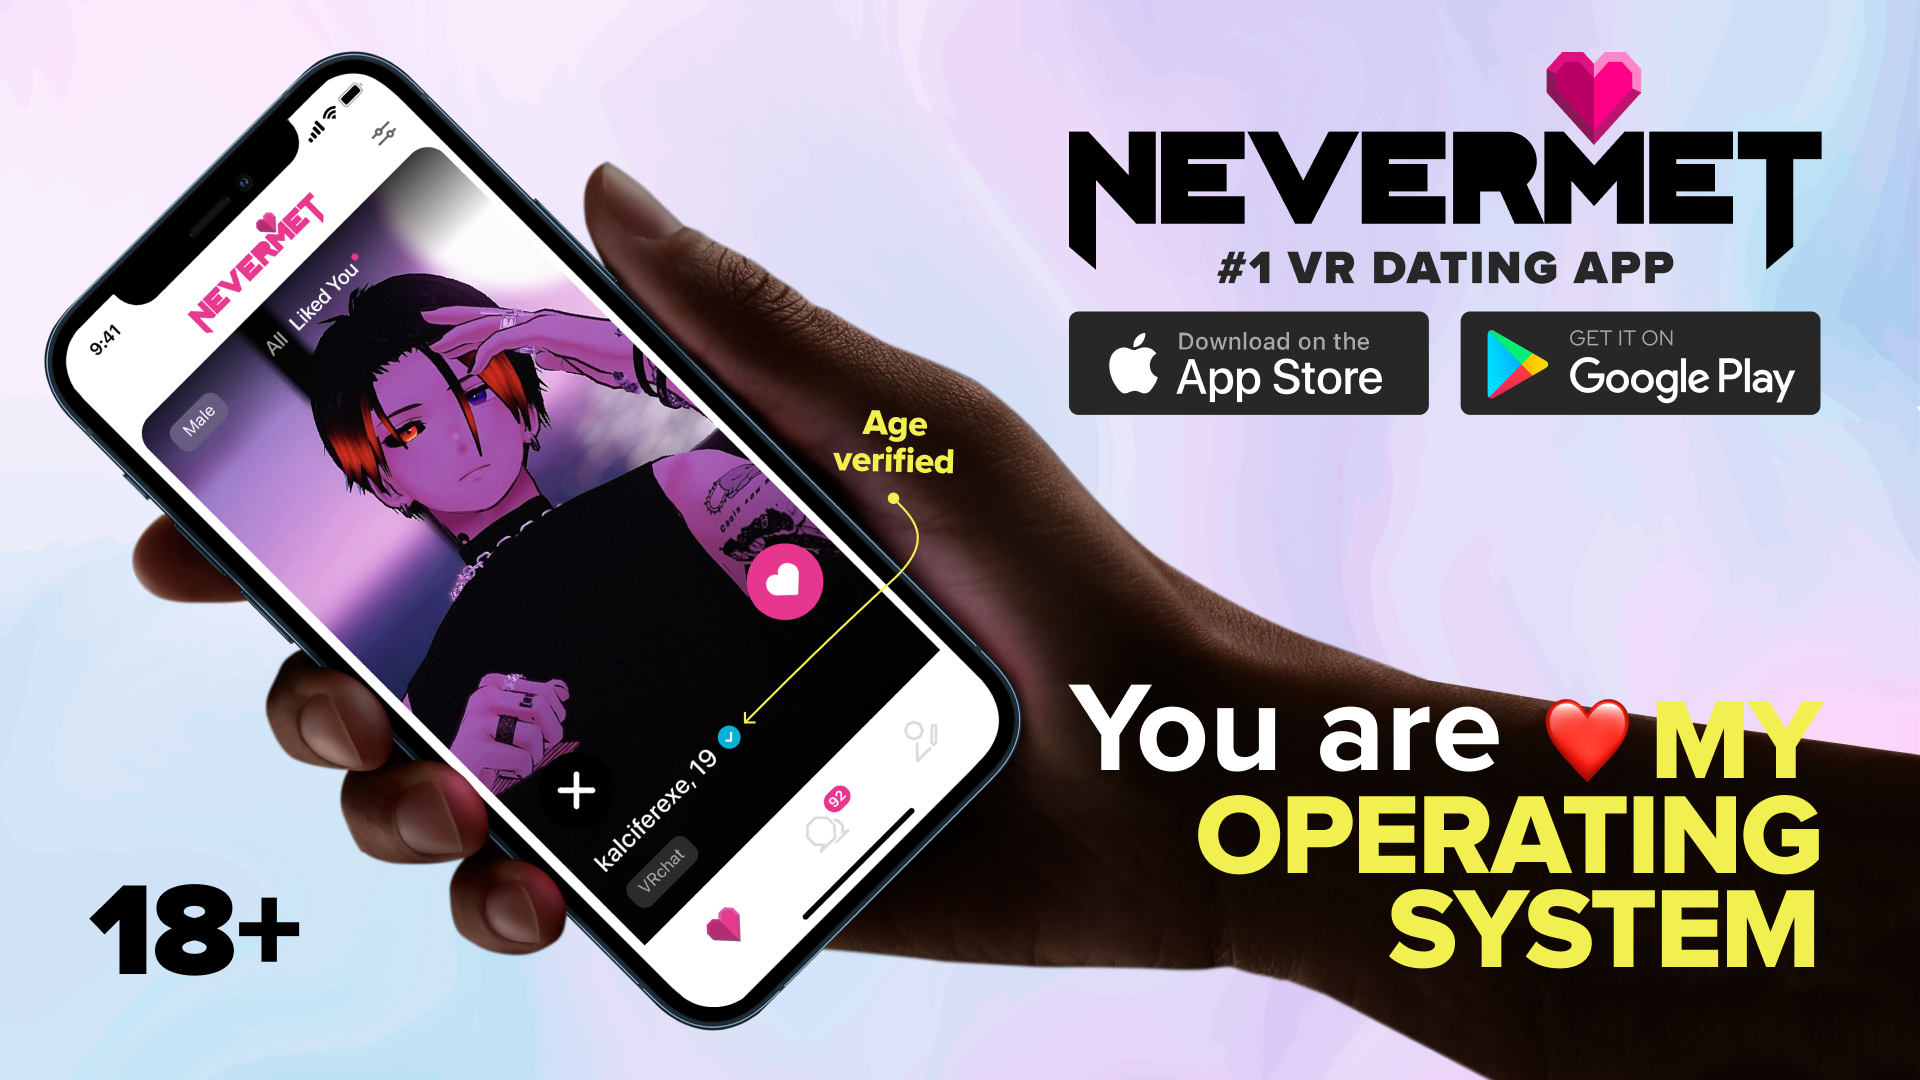 9:41
NEVERMET
All Liked You
Male
kalciferexe, 19
VRchat
92
Age
verified
18+
NEVERMET
#1 VR DATING APP
Download on the
App Store
GET IT ON
Google Play
You are ❤️ MY
OPERATING
SYSTEM